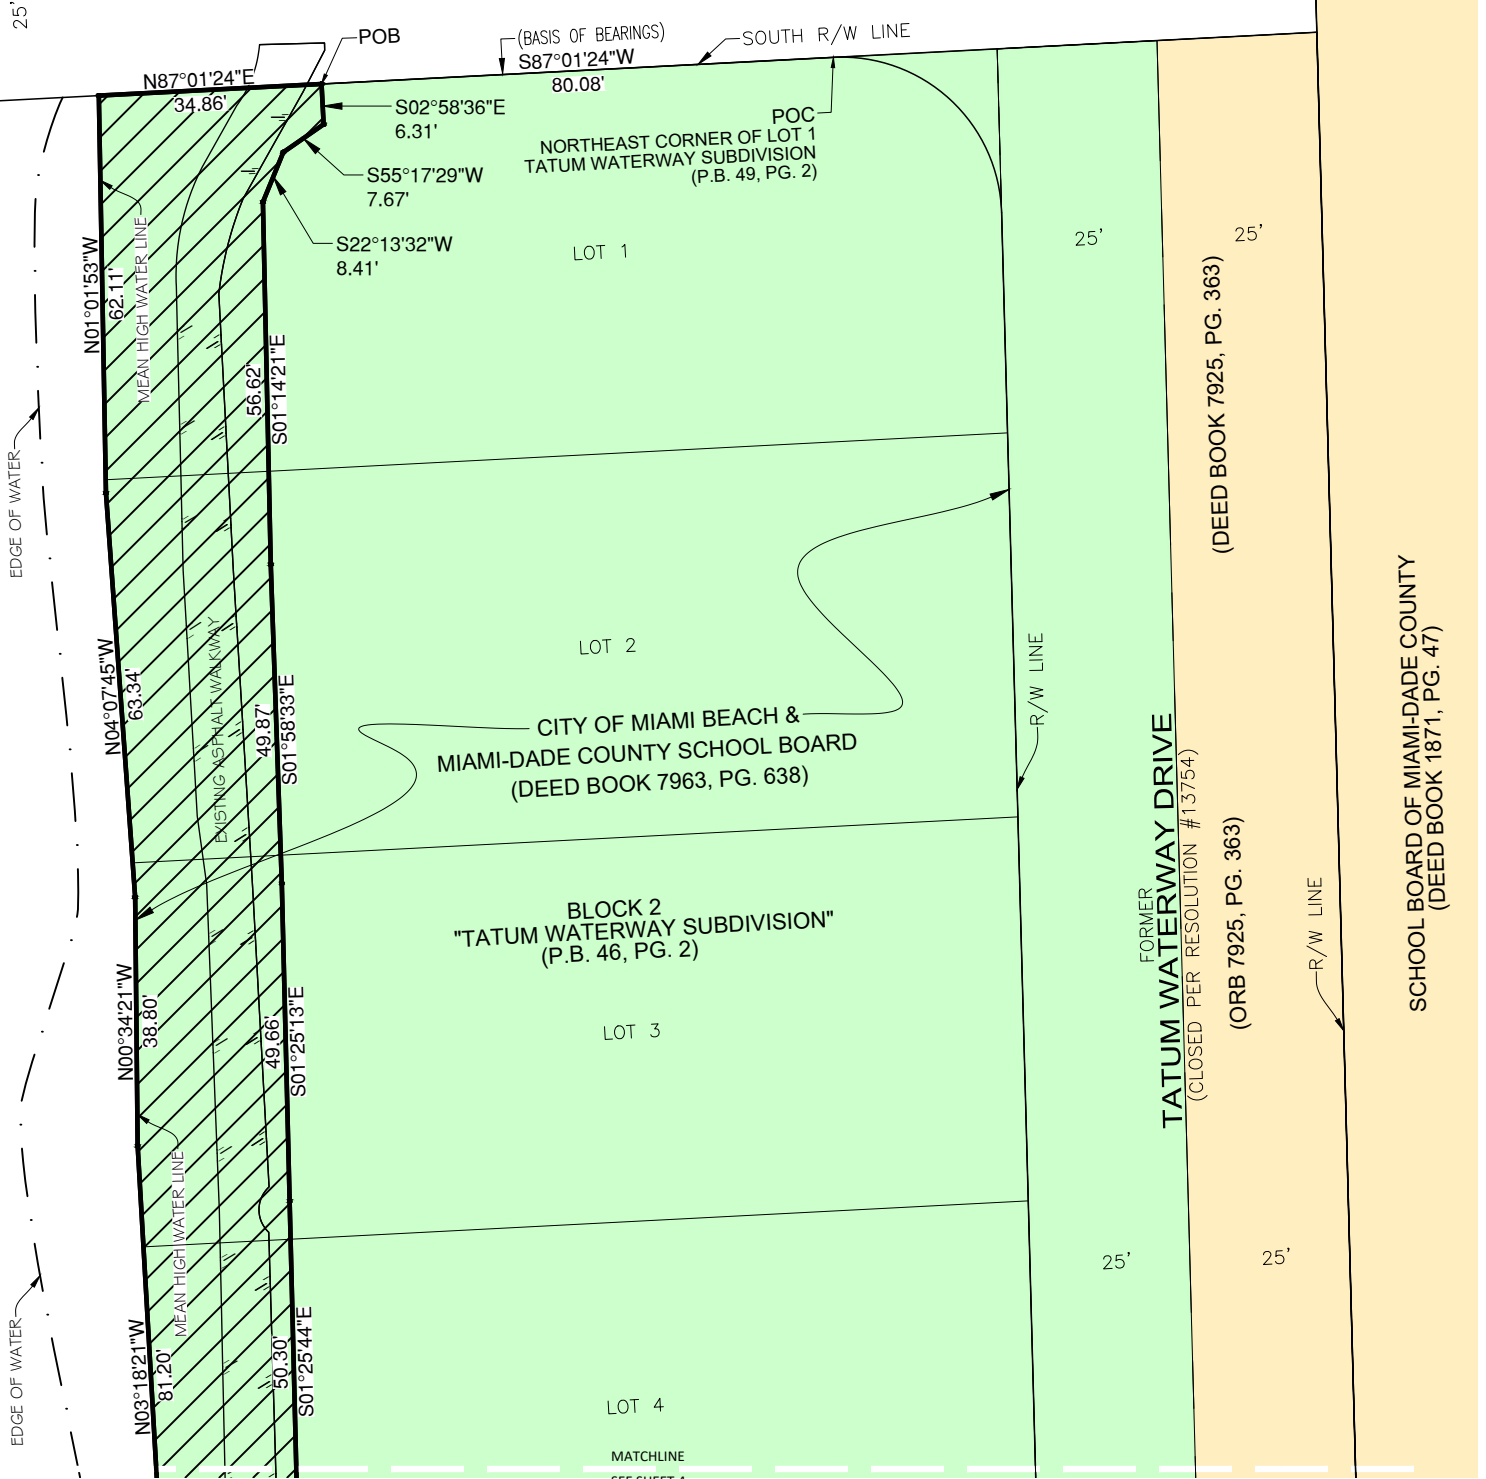 25'
POB
(BASIS OF BEARINGS)
S87°01'24"W
80.08'
SOUTH R/W LINE
N87°01'24"E
34.86'
S02°58'36"E
6.31'
POC
NORTHEAST CORNER OF LOT 1
TATUM WATERWAY SUBDIVISION
(P.B. 49, PG. 2)
S55°17'29"W
7.67'
S22°13'32"W
8.41'
LOT 1
25'
25'
N01°01'53"W
62.11'
MEAN HIGH WATER LINE
56.62'
S01°14'21"E
(DEED BOOK 7925, PG. 363)
EDGE OF WATER
LOT 2
N04°07'45"W
63.34'
EXISTING ASPHALT WALKWAY
49.87'
S01°58'33"E
CITY OF MIAMI BEACH &
MIAMI-DADE COUNTY SCHOOL BOARD
(DEED BOOK 7963, PG. 638)
R/W LINE
FORMER
TATUM WATERWAY DRIVE
(CLOSED PER RESOLUTION #13754)
(ORB 7925, PG. 363)
R/W LINE
SCHOOL BOARD OF MIAMI-DADE COUNTY
(DEED BOOK 1871, PG. 47)
BLOCK 2
"TATUM WATERWAY SUBDIVISION"
(P.B. 46, PG. 2)
N00°34'21"W
38.80'
49.66'
S01°25'13"E
LOT 3
MEAN HIGH WATER LINE
25'
25'
EDGE OF WATER
N03°18'21"W
81.20'
50.30'
S01°25'44"E
LOT 4
MATCHLINE
SEE SHEET 4